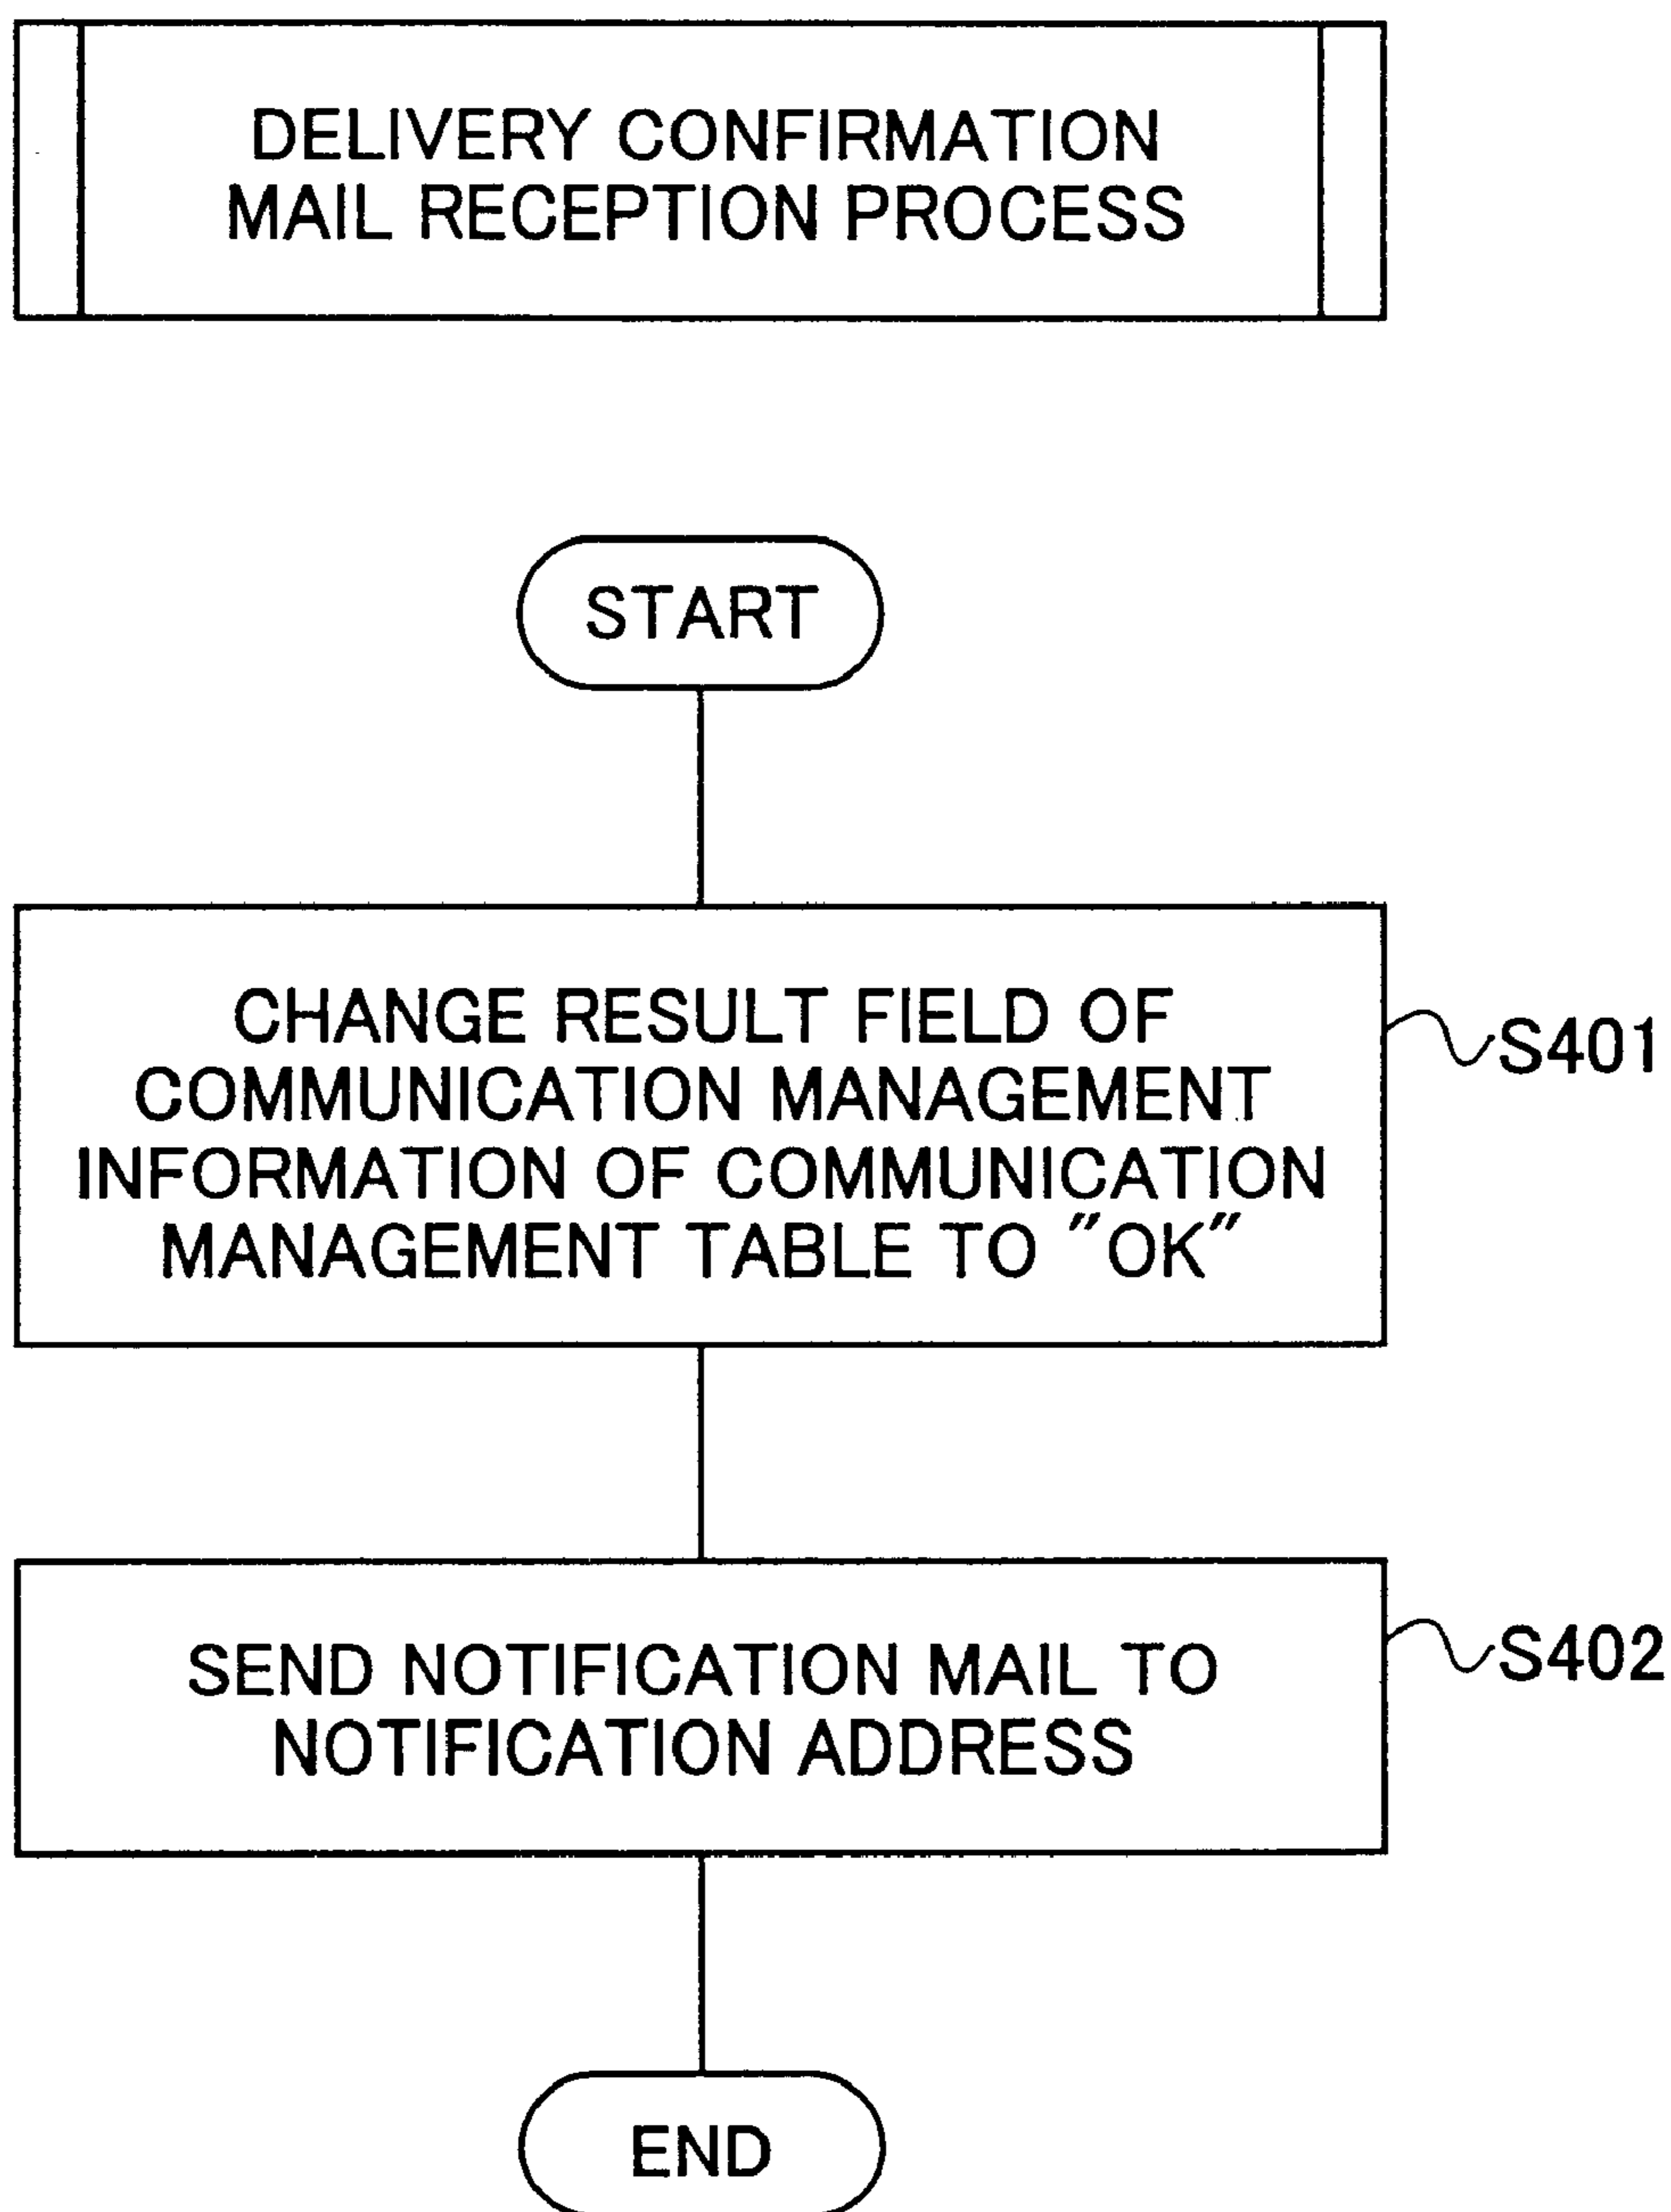 DELIVERY CONFIRMATION
MAIL RECEPTION PROCESS
START
CHANGE RESULT FIELD OF
COMMUNICATION MANAGEMENT
INFORMATION OF COMMUNICATION
MANAGEMENT TABLE TO "OK"
S401
SEND NOTIFICATION MAIL TO
NOTIFICATION ADDRESS
S402
END